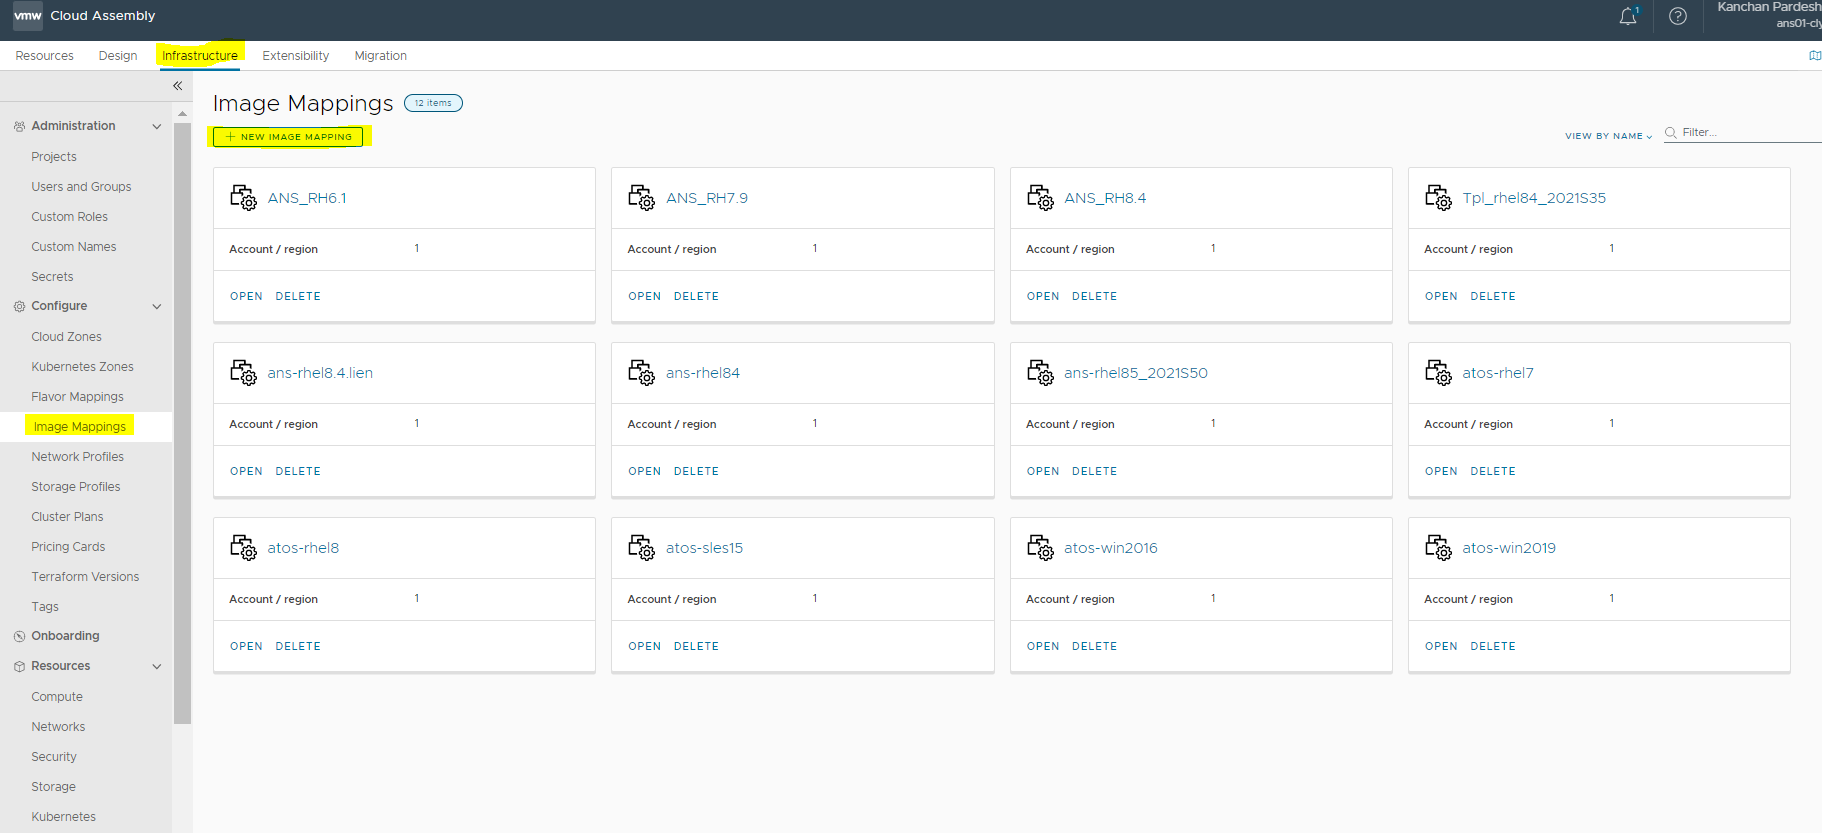 vmw Cloud Assembly
1
Kanchan Pardesh
ans01-cly
Resources Design Infrastructure Extensibility Migration
Administration
Projects
Users and Groups
Custom Roles
Custom Names
Secrets
Configure
Cloud Zones
Kubernetes Zones
Flavor Mappings
Image Mappings
Network Profiles
Storage Profiles
Cluster Plans
Pricing Cards
Terraform Versions
Tags
Onboarding
Resources
Compute
Networks
Security
Storage
Kubernetes
Image Mappings 12 items
+ NEW IMAGE MAPPING
VIEW BY NAME Filter...
ANS_RH6.1
Account / region 1
OPEN DELETE
ANS_RH7.9
Account / region 1
OPEN DELETE
ANS_RH8.4
Account / region 1
OPEN DELETE
Tpl_rhel84_2021S35
Account / region 1
OPEN DELETE
ans-rhel8.4.lien
Account / region 1
OPEN DELETE
ans-rhel84
Account / region 1
OPEN DELETE
ans-rhel85_2021S50
Account / region 1
OPEN DELETE
atos-rhel7
Account / region 1
OPEN DELETE
atos-rhel8
Account / region 1
OPEN DELETE
atos-sles15
Account / region 1
OPEN DELETE
atos-win2016
Account / region 1
OPEN DELETE
atos-win2019
Account / region 1
OPEN DELETE